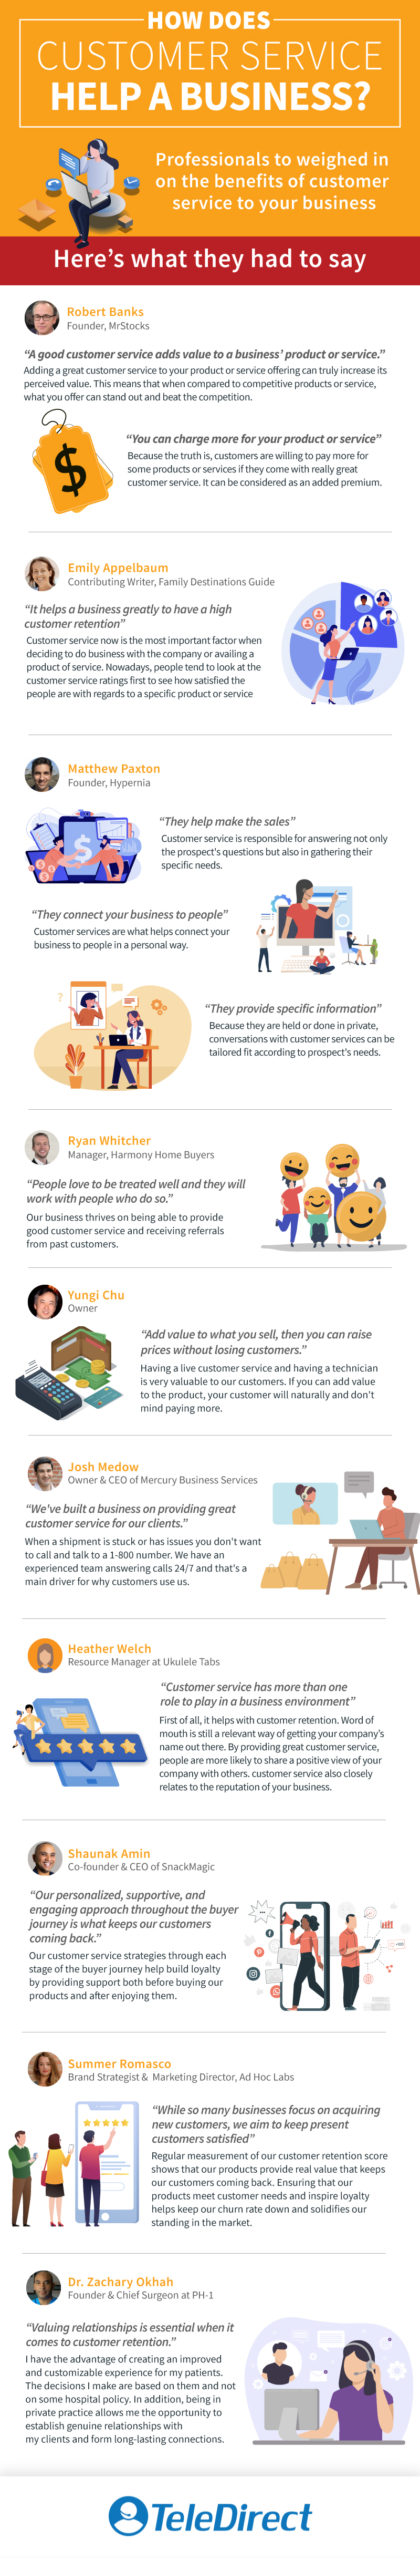 HOW DOES
CUSTOMER SERVICE
HELP A BUSINESS?
Professionals to weighed in
on the benefits of customer
service to your business
Here's what they had to say
Robert Banks
Founder, MrStocks
“A good customer service adds value to a business’ product or service.”
Adding a great customer service to your product or service offering can truly increase its
perceived value. This means that when compared to competitive products or service,
what you offer can stand out and beat the competition.
$
“You can charge more for your product or service”
Because the truth is, customers are willing to pay more for
some products or services if they come with really great
customer service. It can be considered as an added premium.
Emily Appelbaum
Contributing Writer, Family Destinations Guide
“It helps a business greatly to have a high
customer retention”
Customer service now is the most important factor when
deciding to do business with the company or availing a
product of service. Nowadays, people tend to look at the
customer service ratings first to see how satisfied the
people are with regards to a specific product or service
Matthew Paxton
Founder, Hypernia
“They help make the sales”
Customer service is responsible for answering not only
the prospect's questions but also in gathering their
specific needs.
“They connect your business to people”
Customer services are what helps connect your
business to people in a personal way.
“They provide specific information”
Because they are held or done in private,
conversations with customer services can be
tailored fit according to prospect's needs.
Ryan Whitcher
Manager, Harmony Home Buyers
“People love to be treated well and they will
work with people who do so.”
Our business thrives on being able to provide
good customer service and receiving referrals
from past customers.
Yungi Chu
Owner
“Add value to what you sell, then you can raise
prices without losing customers.”
Having a live customer service and having a technician
is very valuable to our customers. If you can add value
to the product, your customer will naturally and don't
mind paying more.
Josh Medow
Owner & CEO of Mercury Business Services
“We've built a business on providing great
customer service for our clients.”
When a shipment is stuck or has issues you don't want
to call and talk to a 1-800 number. We have an
experienced team answering calls 24/7 and that's a
main driver for why customers use us.
Heather Welch
Resource Manager at Ukulele Tabs
“Customer service has more than one
role to play in a business environment”
First of all, it helps with customer retention. Word of
mouth is still a relevant way of getting your company's
name out there. By providing great customer service,
people are more likely to share a positive view of your
company with others. customer service also closely
relates to the reputation of your business.
Shaunak Amin
Co-founder & CEO of SnackMagic
“Our personalized, supportive, and
engaging approach throughout the buyer
journey is what keeps our customers
coming back.”
Our customer service strategies through each
stage of the buyer journey help build loyalty
by providing support both before buying our
products and after enjoying them.
Summer Romasco
Brand Strategist & Marketing Director, Ad Hoc Labs
“While so many businesses focus on acquiring
new customers, we aim to keep present
customers satisfied”
Regular measurement of our customer retention score
shows that our products provide real value that keeps
our customers coming back. Ensuring that our
products meet customer needs and inspire loyalty
helps keep our churn rate down and solidifies our
standing in the market.
Dr. Zachary Okhah
Founder & Chief Surgeon at PH-1
“Valuing relationships is essential when it
comes to customer retention.”
I have the advantage of creating an improved
and customizable experience for my patients.
The decisions I make are based on them and not
on some hospital policy. In addition, being in
private practice allows me the opportunity to
establish genuine relationships with
my clients and form long-lasting connections.
TeleDirect